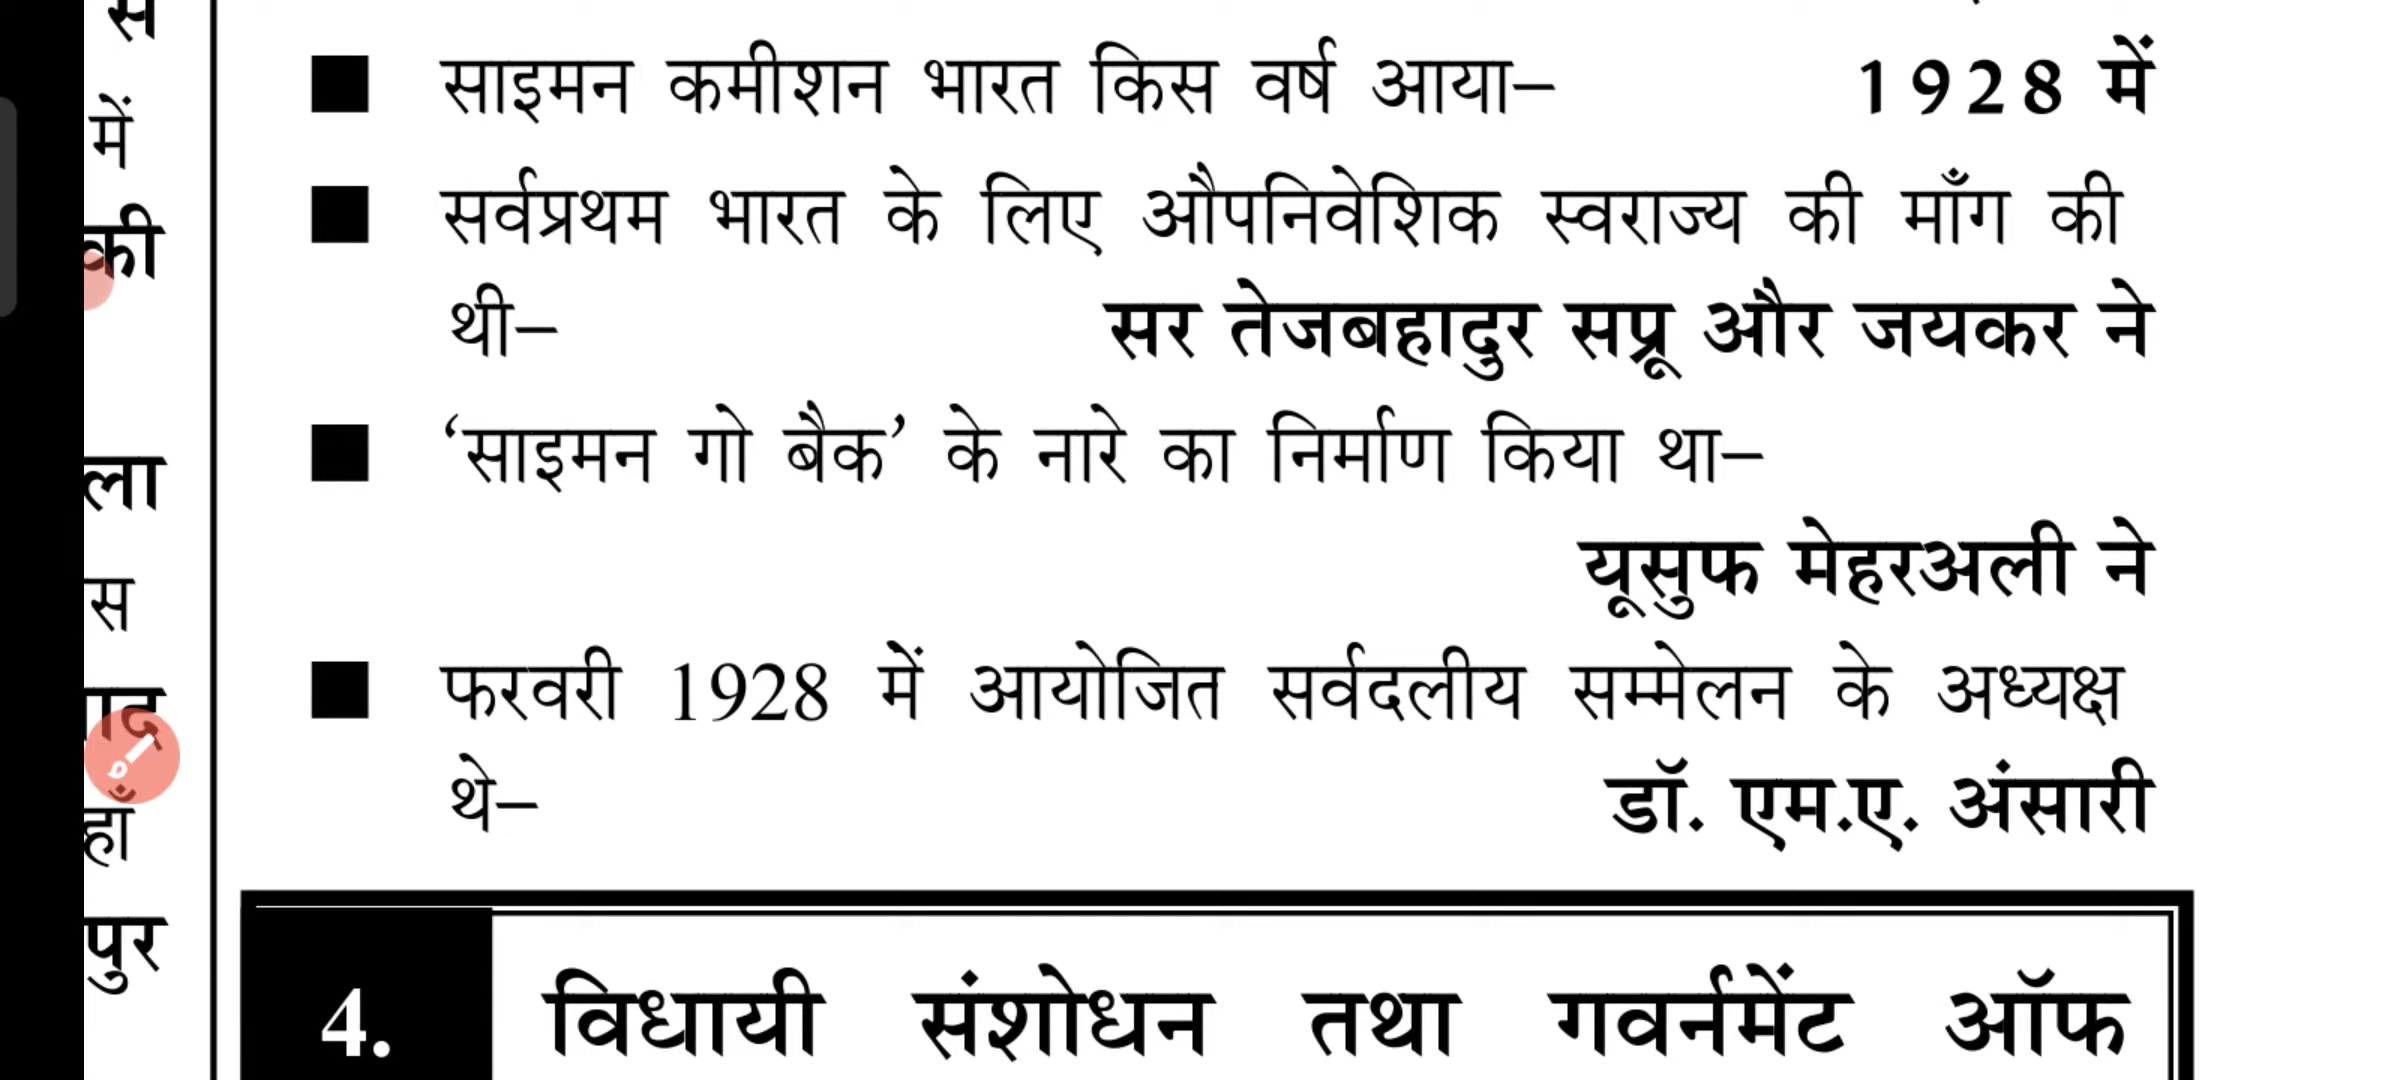 स
में
की
ला
स
पुर
■ साइमन कमीशन भारत किस वर्ष आया– 1928 में
■ सर्वप्रथम भारत के लिए औपनिवेशिक स्वराज्य की माँग की
थी– सर तेजबहादुर सप्रू और जयकर ने
■ ‘साइमन गो बैक’ के नारे का निर्माण किया था–
यूसुफ मेहरअली ने
■ फरवरी 1928 में आयोजित सर्वदलीय सम्मेलन के अध्यक्ष
थे– डॉ. एम.ए. अंसारी
4. विधायी संशोधन तथा गवर्नमेंट ऑफ